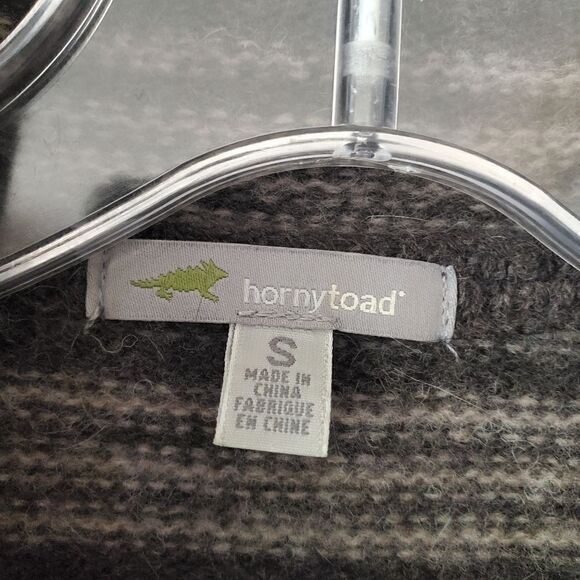 hornytoad®
S
MADE IN
CHINA
FABRIQUE
EN CHINE